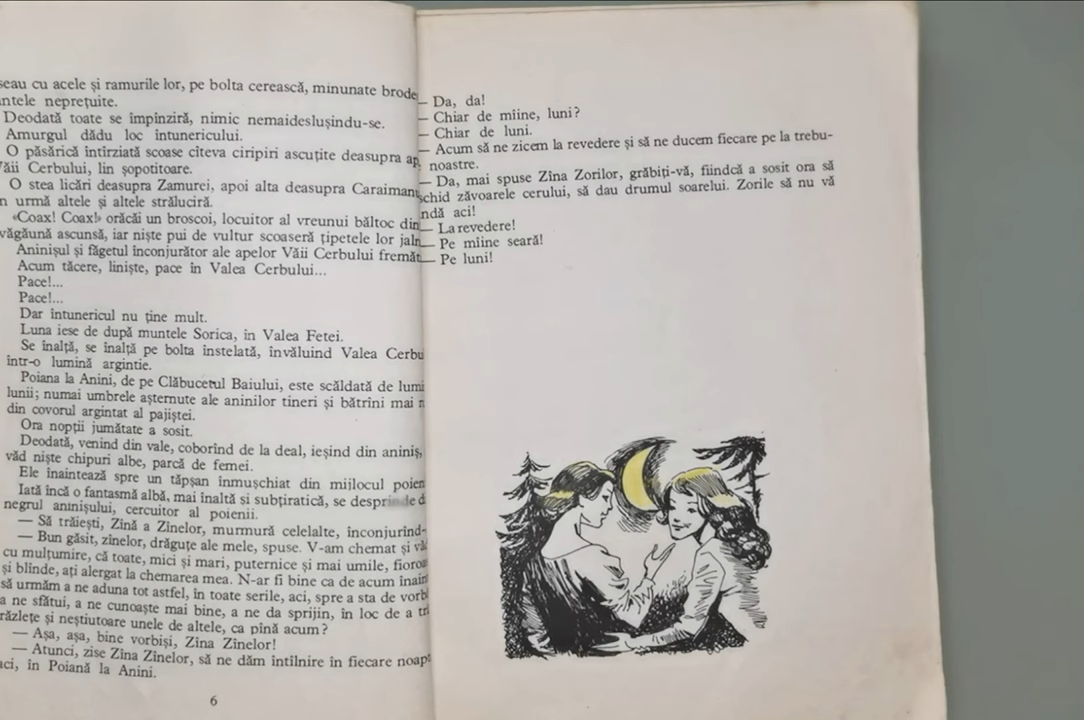 seau cu acele și ramurile lor, pe bolta cerească, minunate brode
ntele neprețuite.
Deodată toate se împînziră, nimic nemaideslușindu-se.
Amurgul dădu loc întunericului.
O păsărică întîrziată scoase cîteva ciripiri ascuțite deasupra ap
Văii Cerbului, lin șopotitoare.
O stea licări deasupra Zamurei, apoi alta deasupra Caraiman
n urmă altele și altele străluciră.
«Coax! Coax!» orăcăi un broscoi, locuitor al vreunui băltoc din
văgăună ascunsă, iar niște pui de vultur scoaseră țipetele lor jaln
Aninișul și făgetul înconjurător ale apelor Văii Cerbului fremăt
Acum tăcere, liniște, pace în Valea Cerbului...
Pace!...
Pace!...
Dar întunericul nu ține mult.
Luna iese de după muntele Sorica, în Valea Fetei.
Se înalță, se înalță pe bolta înstelată, învăluind Valea Cerbu
într-o lumină argintie.
Poiana la Anini, de pe Clăbucetul Baiului, este scăldată de lumi
lunii; numai umbrele așternute ale aninilor tineri și bătrîni mai
din covorul argintat al pajiștei.
Ora nopții jumătate a sosit.
Deodată, venind din vale, coborînd de la deal, ieșind din aniniș,
văd niște chipuri albe, parcă de femei.
Ele înaintează spre un tăpșan înmușchiat din mijlocul poien
Iată încă o fantasmă albă, mai înaltă și subțiratică, se desprinde d
negrul aninișului, cercuitor al poienii.
— Să trăiești, Zînă a Zînelor, murmură celelalte, înconjurînd-
— Bun găsit, zînelor, drăguțe ale mele, spuse. V-am chemat și vă
cu mulțumire, că toate, mici și mari, puternice și mai umile, fioroa
și blînde, ați alergat la chemarea mea. N-ar fi bine ca de acum înain
să urmăm a ne aduna tot astfel, în toate serile, aci, spre a sta de vorb
a ne sfătui, a ne cunoaște mai bine, a ne da sprijin, în loc de a tr
răzlețe și neștiutoare unele de altele, ca pînă acum?
— Așa, așa, bine vorbiși, Zîna Zînelor!
— Atunci, zise Zîna Zînelor, să ne dăm întîlnire în fiecare noap
aci, în Poiană la Anini.
6
— Da, da!
— Chiar de mîine, luni?
— Chiar de luni.
— Acum să ne zicem la revedere și să ne ducem fiecare pe la trebu-
noastre.
— Da, mai spuse Zîna Zorilor, grăbiți-vă, fiindcă a sosit ora să
schid zăvoarele cerului, să dau drumul soarelui. Zorile să nu vă
ndă aci!
— La revedere!
— Pe mîine seară!
— Pe luni!